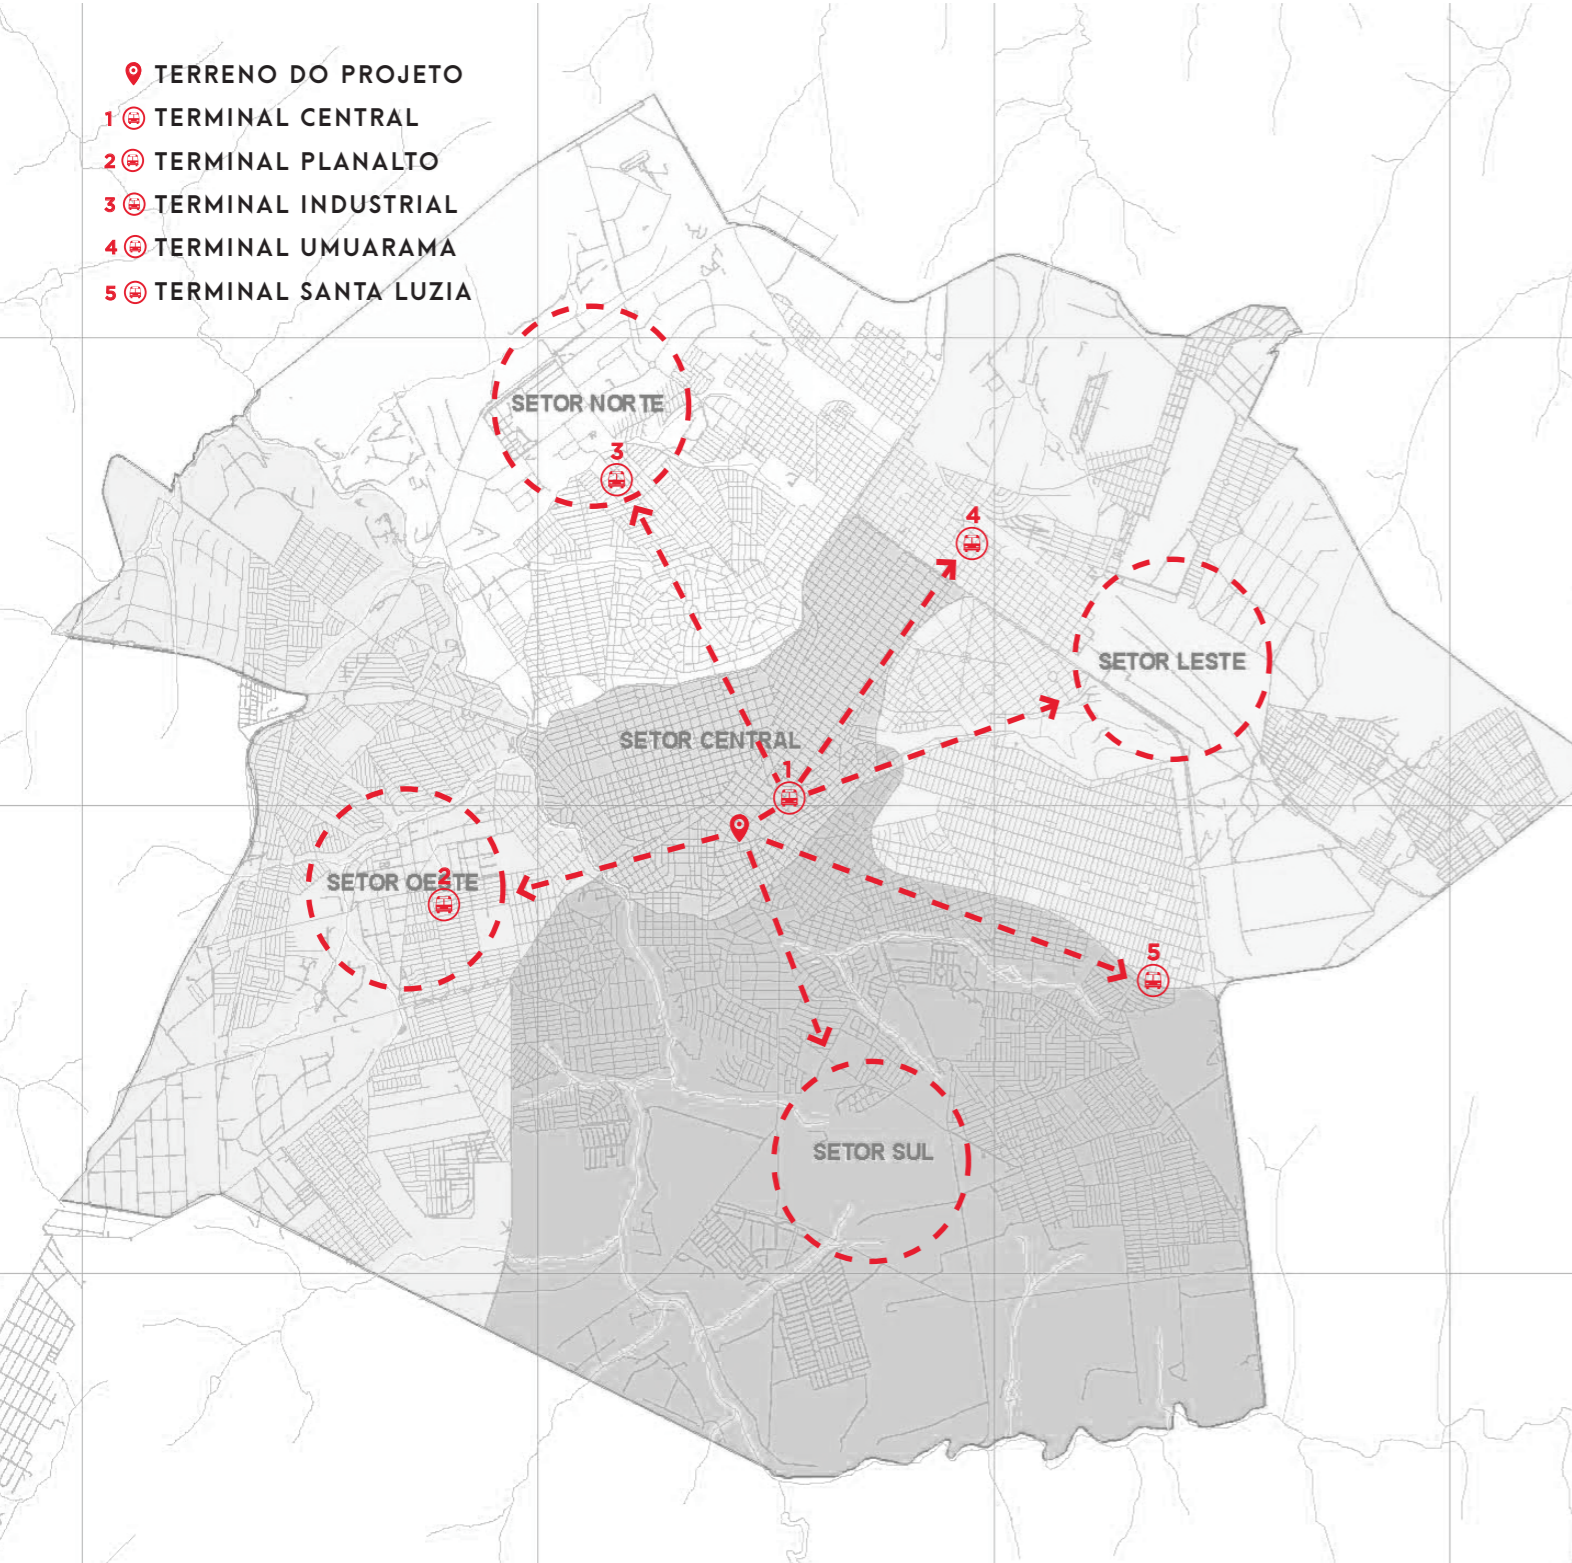 TERRENO DO PROJETO
1 TERMINAL CENTRAL
2 TERMINAL PLANALTO
3 TERMINAL INDUSTRIAL
4 TERMINAL UMUARAMA
5 TERMINAL SANTA LUZIA
SETOR NORTE
3
4
SETOR LESTE
SETOR CENTRAL
1
SETOR OESTE
2
5
SETOR SUL